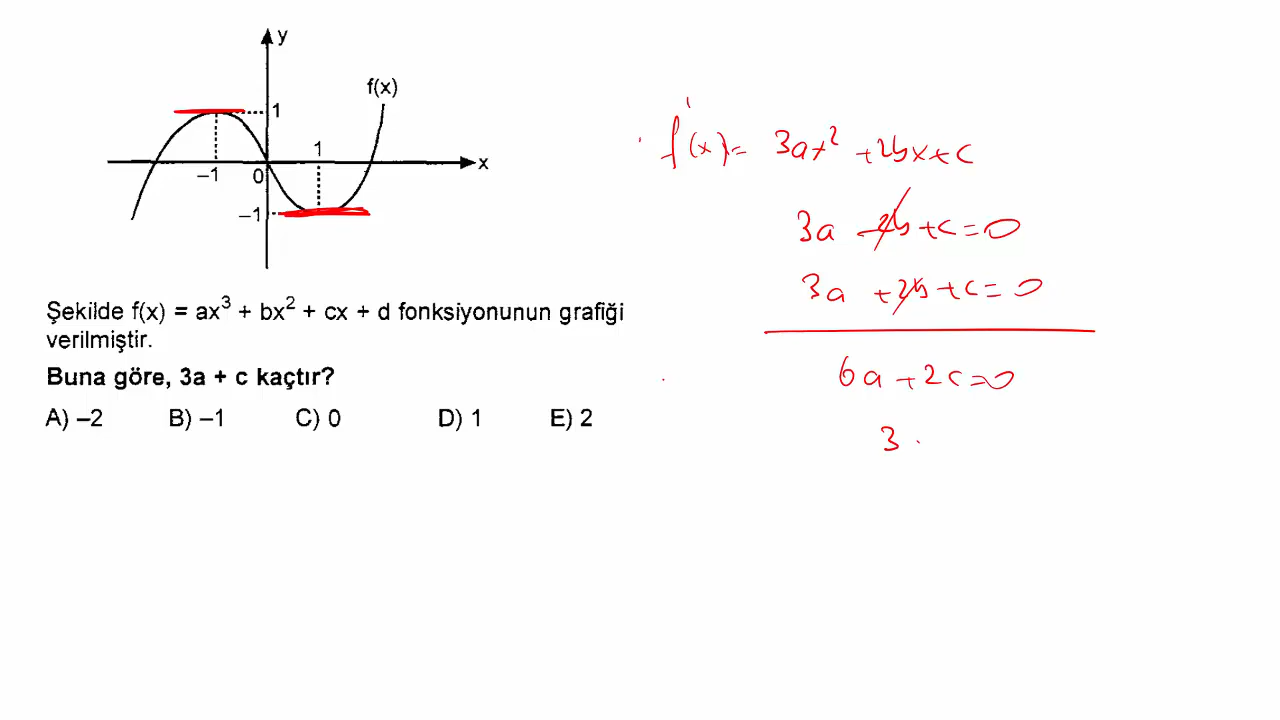 y
f(x)
1
1
–1
0
x
–1
Şekilde f(x) = ax³ + bx² + cx + d fonksiyonunun grafiği
verilmiştir.
Buna göre, 3a + c kaçtır?
A) –2 B) –1 C) 0 D) 1 E) 2
f'(x) = 3ax² + 2bx + c
3a - 2b + c = 0
3a + 2b + c = 0
6a + 2c = 0
3